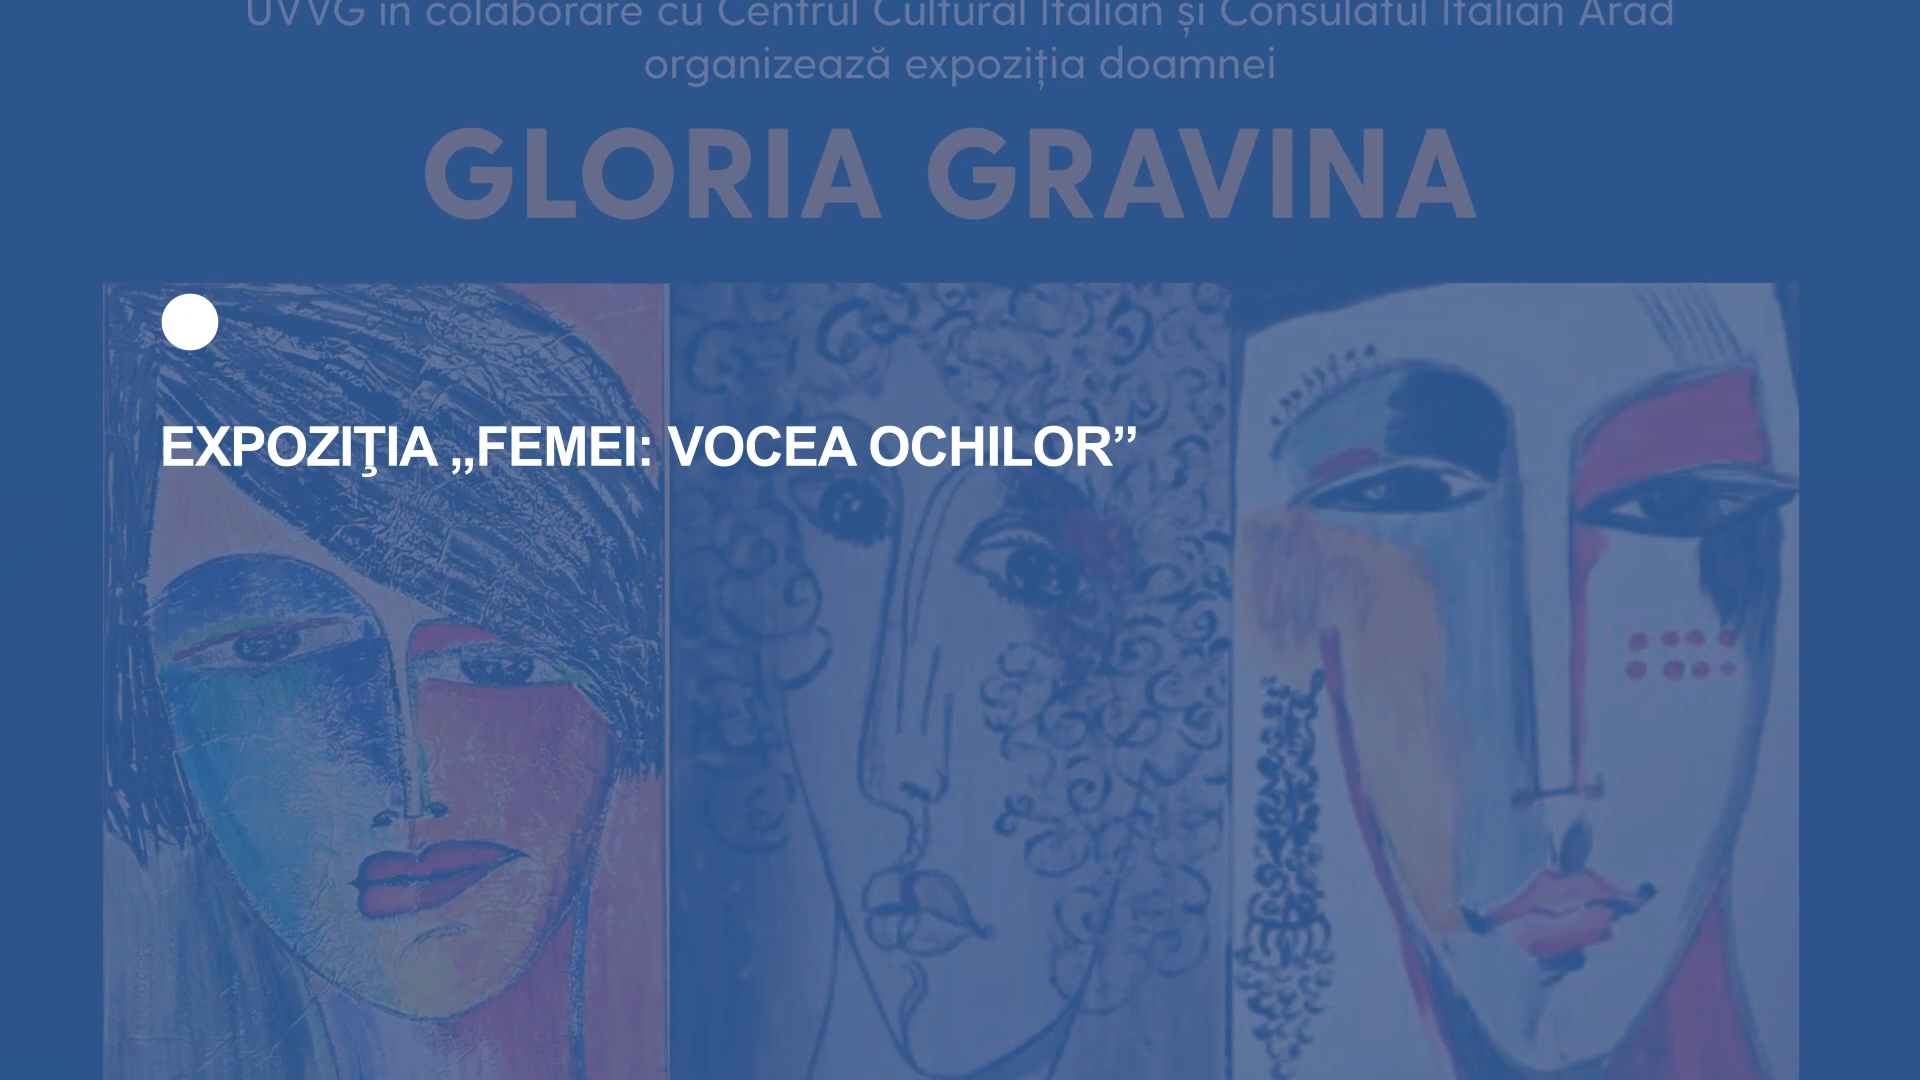 UVVG în colaborare cu Centrul Cultural Italian și Consulatul Italian Arad
organizează expoziția doamnei
GLORIA GRAVINA
EXPOZIŢIA „FEMEI: VOCEA OCHILOR”